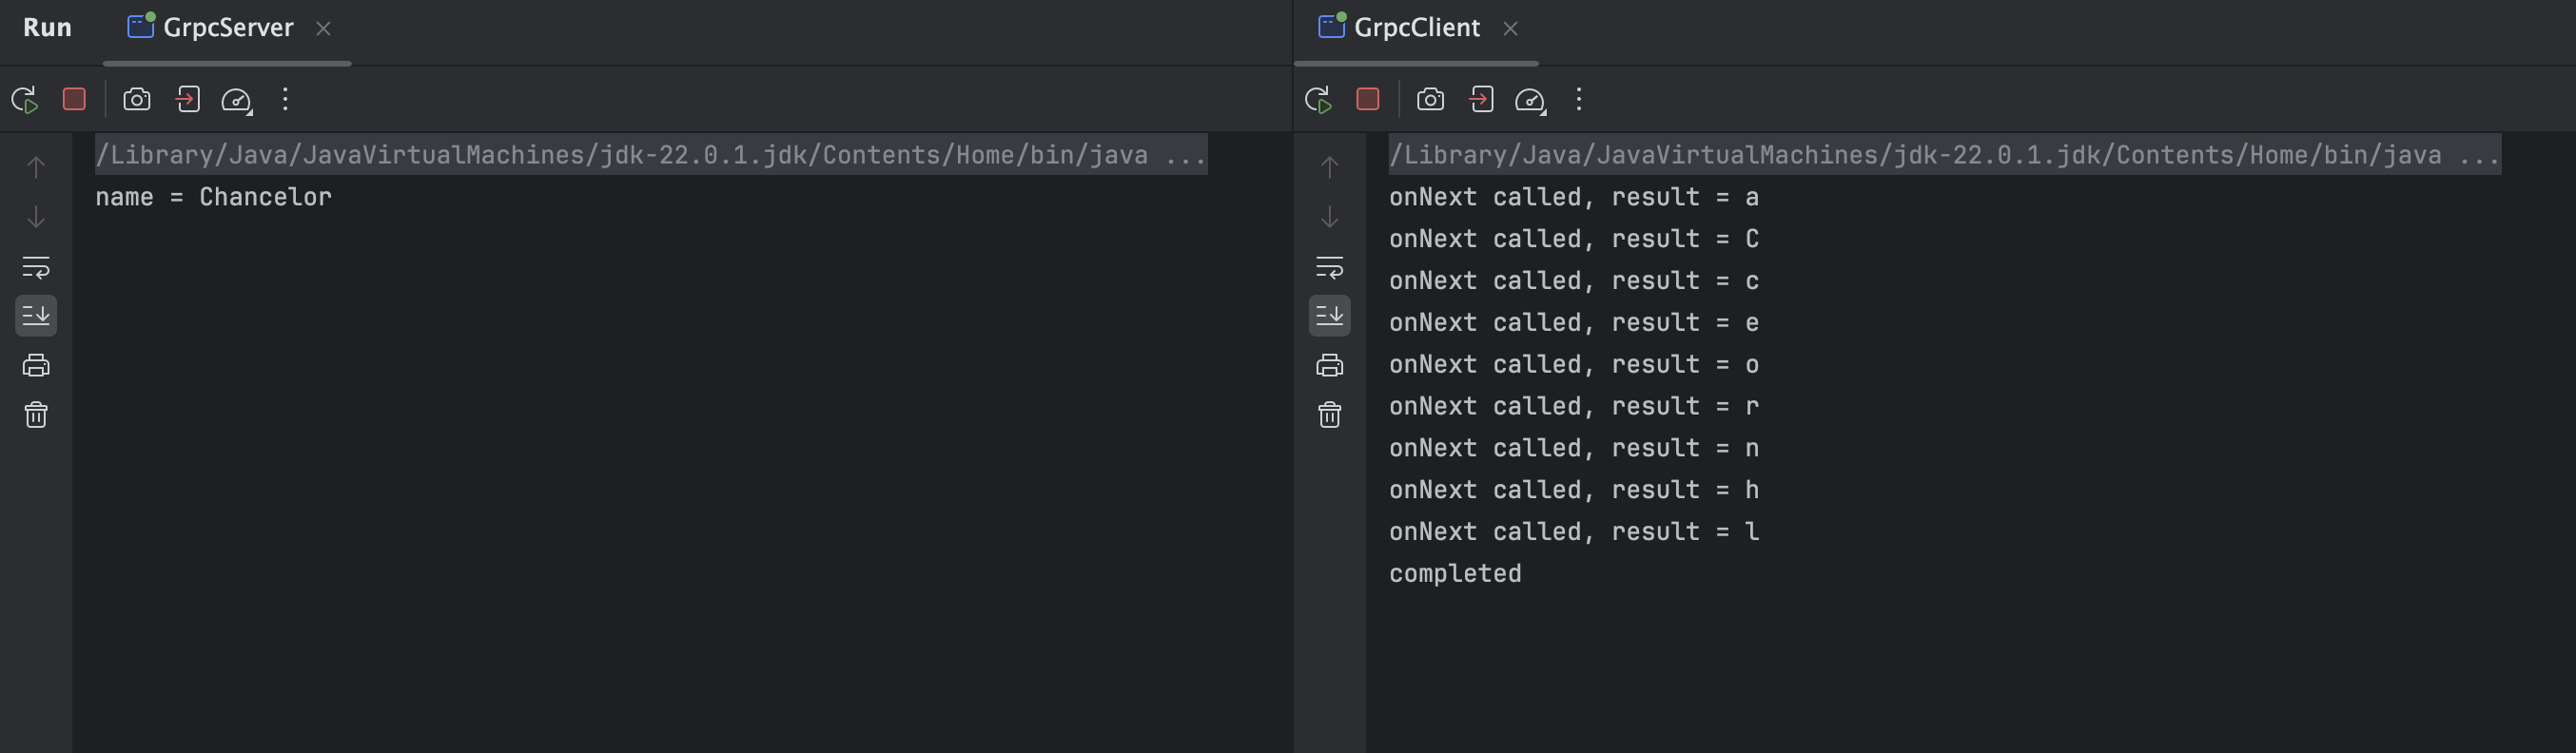 Run
GrpcServer
/Library/Java/JavaVirtualMachines/jdk-22.0.1.jdk/Contents/Home/bin/java ...
name = Chancelor
GrpcClient
/Library/Java/JavaVirtualMachines/jdk-22.0.1.jdk/Contents/Home/bin/java ...
onNext called, result = a
onNext called, result = C
onNext called, result = c
onNext called, result = e
onNext called, result = o
onNext called, result = r
onNext called, result = n
onNext called, result = h
onNext called, result = l
completed